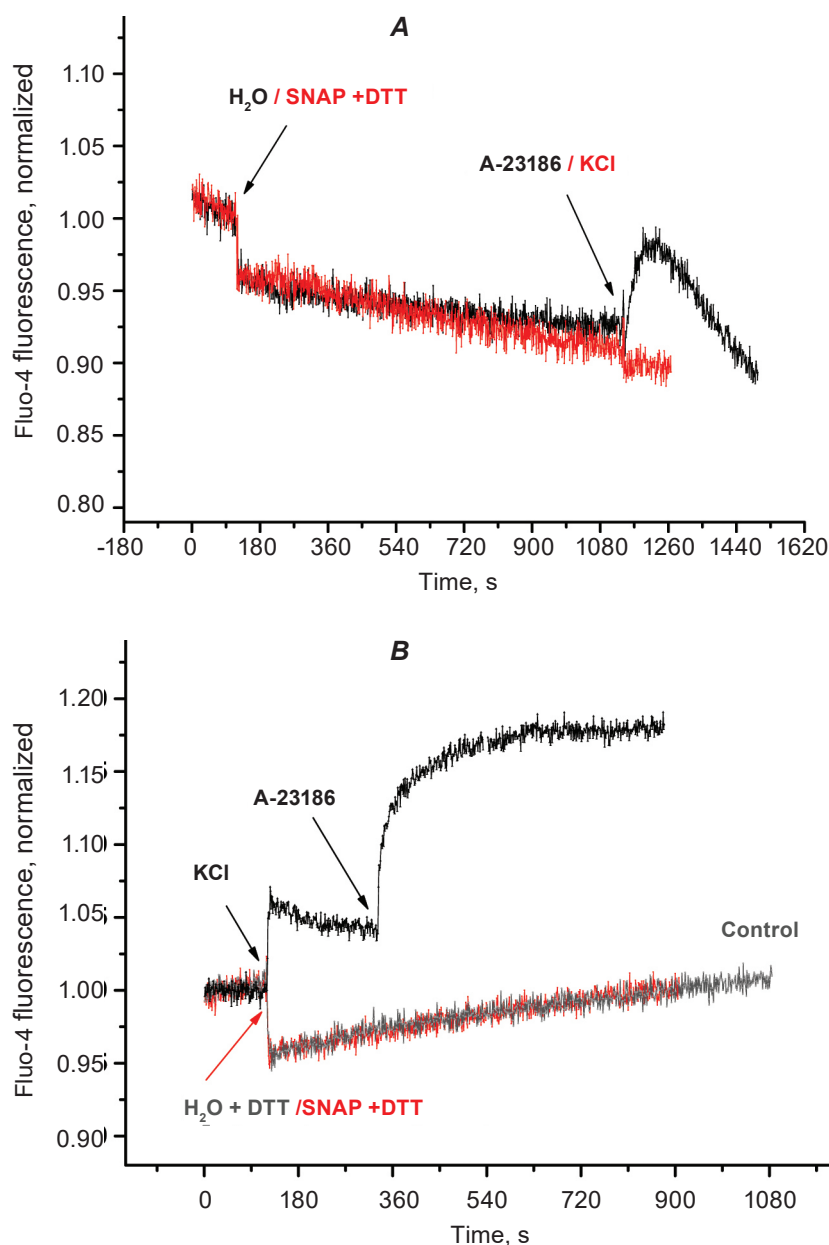 A
1.10
1.05
1.00
0.95
0.90
0.85
0.80
Fluo-4 fluorescence, normalized
H₂O / SNAP +DTT
A-23186 / KCl
-180 0 180 360 540 720 900 1080 1260 1440 1620
Time, s
B
1.20
1.15
1.10
1.05
1.00
0.95
0.90
Fluo-4 fluorescence, normalized
A-23186
KCl
Control
H₂O + DTT /SNAP +DTT
0 180 360 540 720 900 1080
Time, s